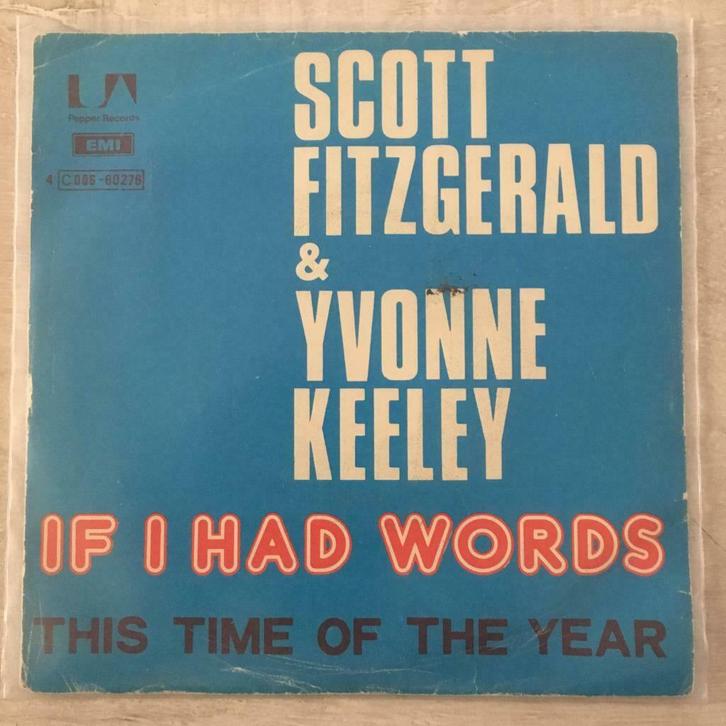 UA
Pepper Records
EMI
4 C 006-60276
SCOTT
FITZGERALD
&
YVONNE
KEELEY
IF I HAD WORDS
THIS TIME OF THE YEAR